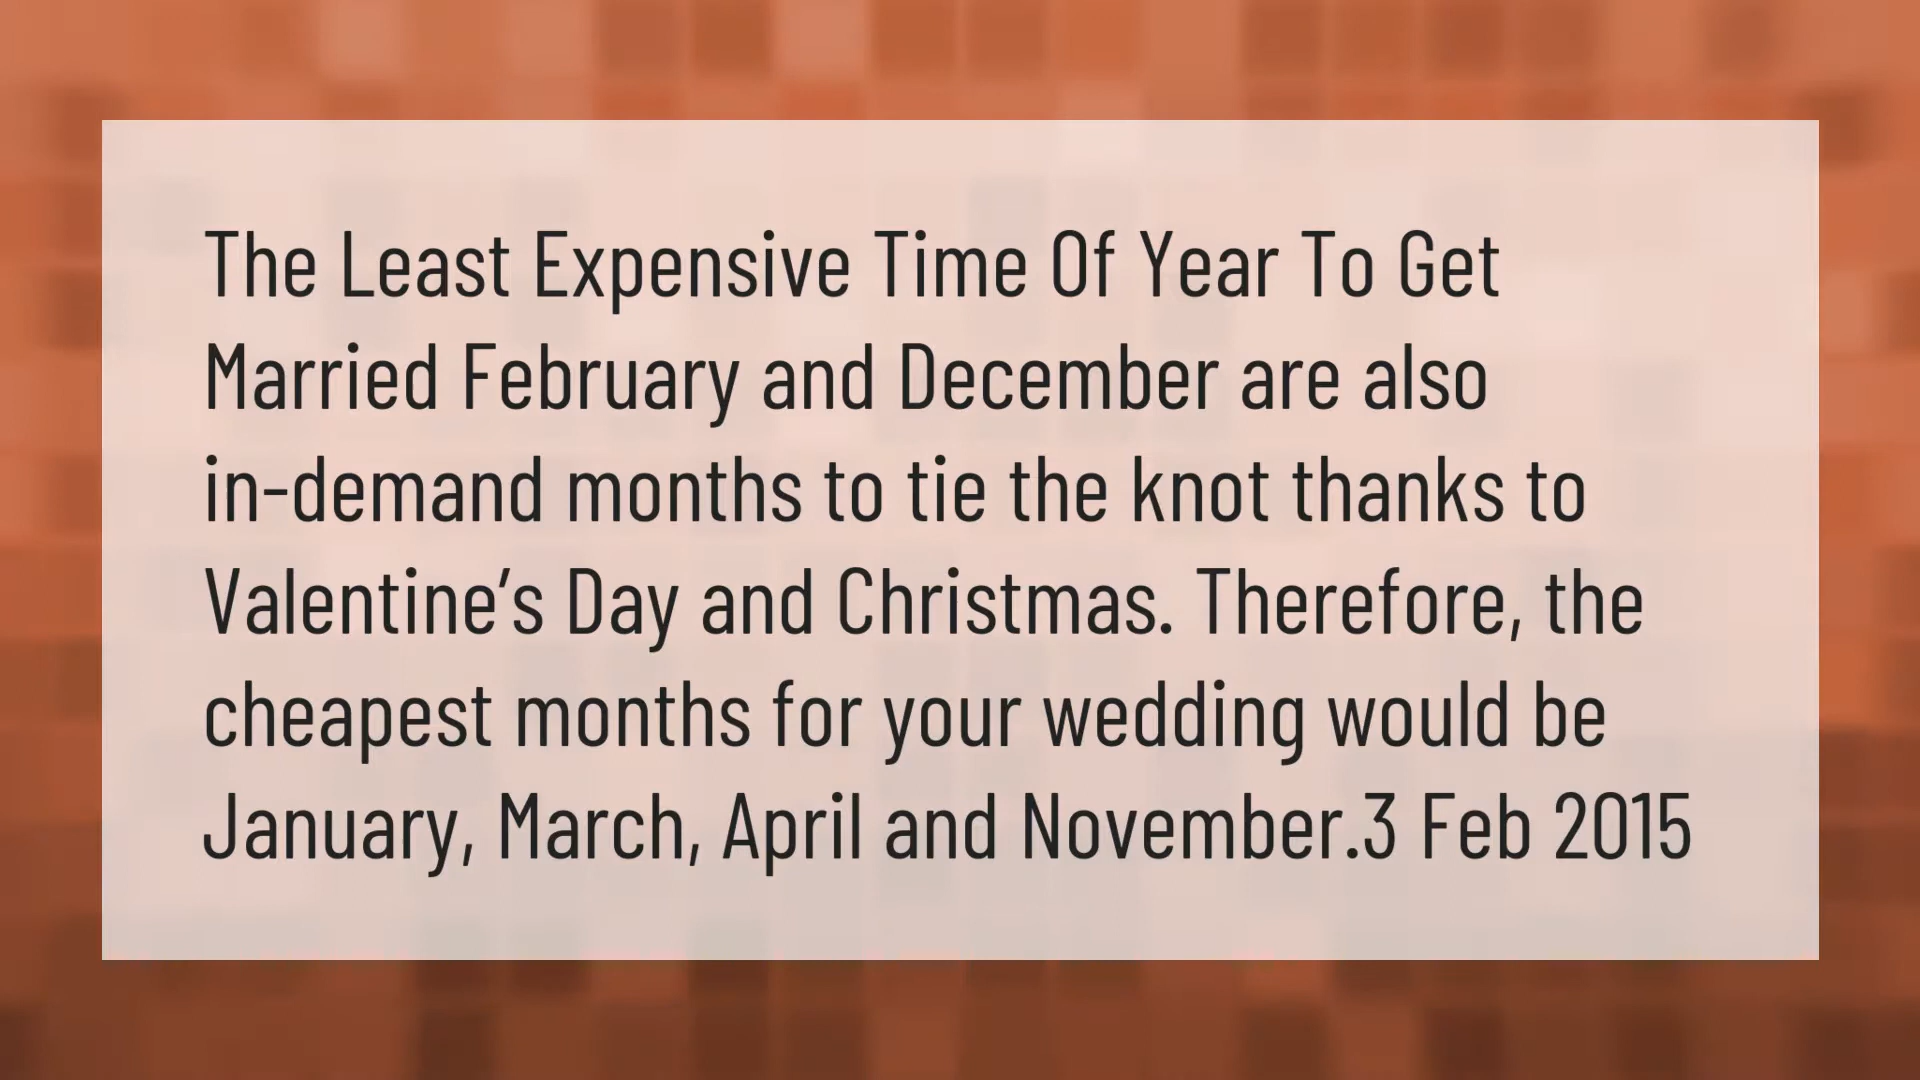 The Least Expensive Time Of Year To Get
Married February and December are also
in-demand months to tie the knot thanks to
Valentine’s Day and Christmas. Therefore, the
cheapest months for your wedding would be
January, March, April and November.3 Feb 2015